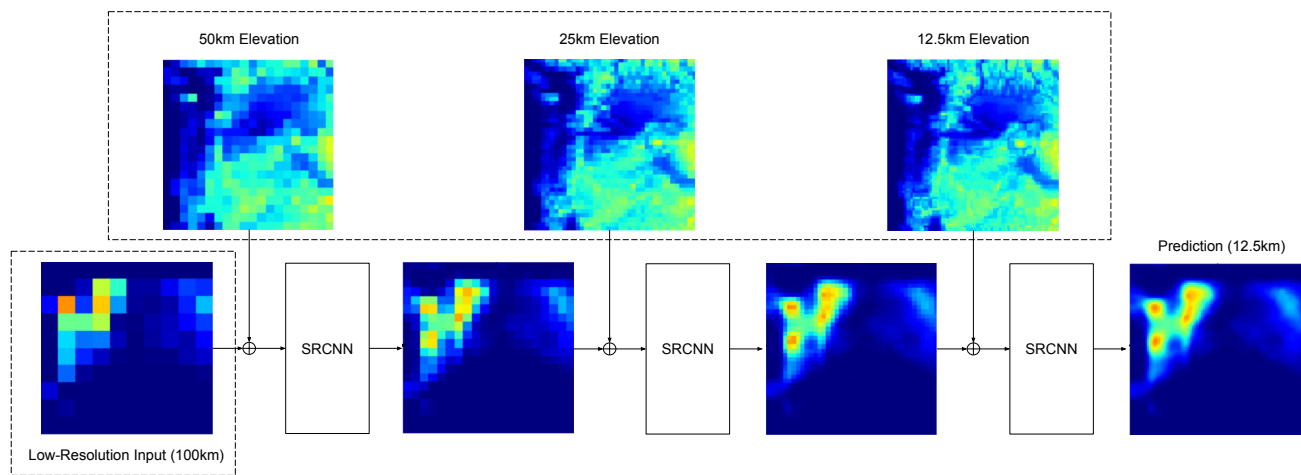 50km Elevation
25km Elevation
12.5km Elevation
Prediction (12.5km)
SRCNN
SRCNN
SRCNN
Low-Resolution Input (100km)